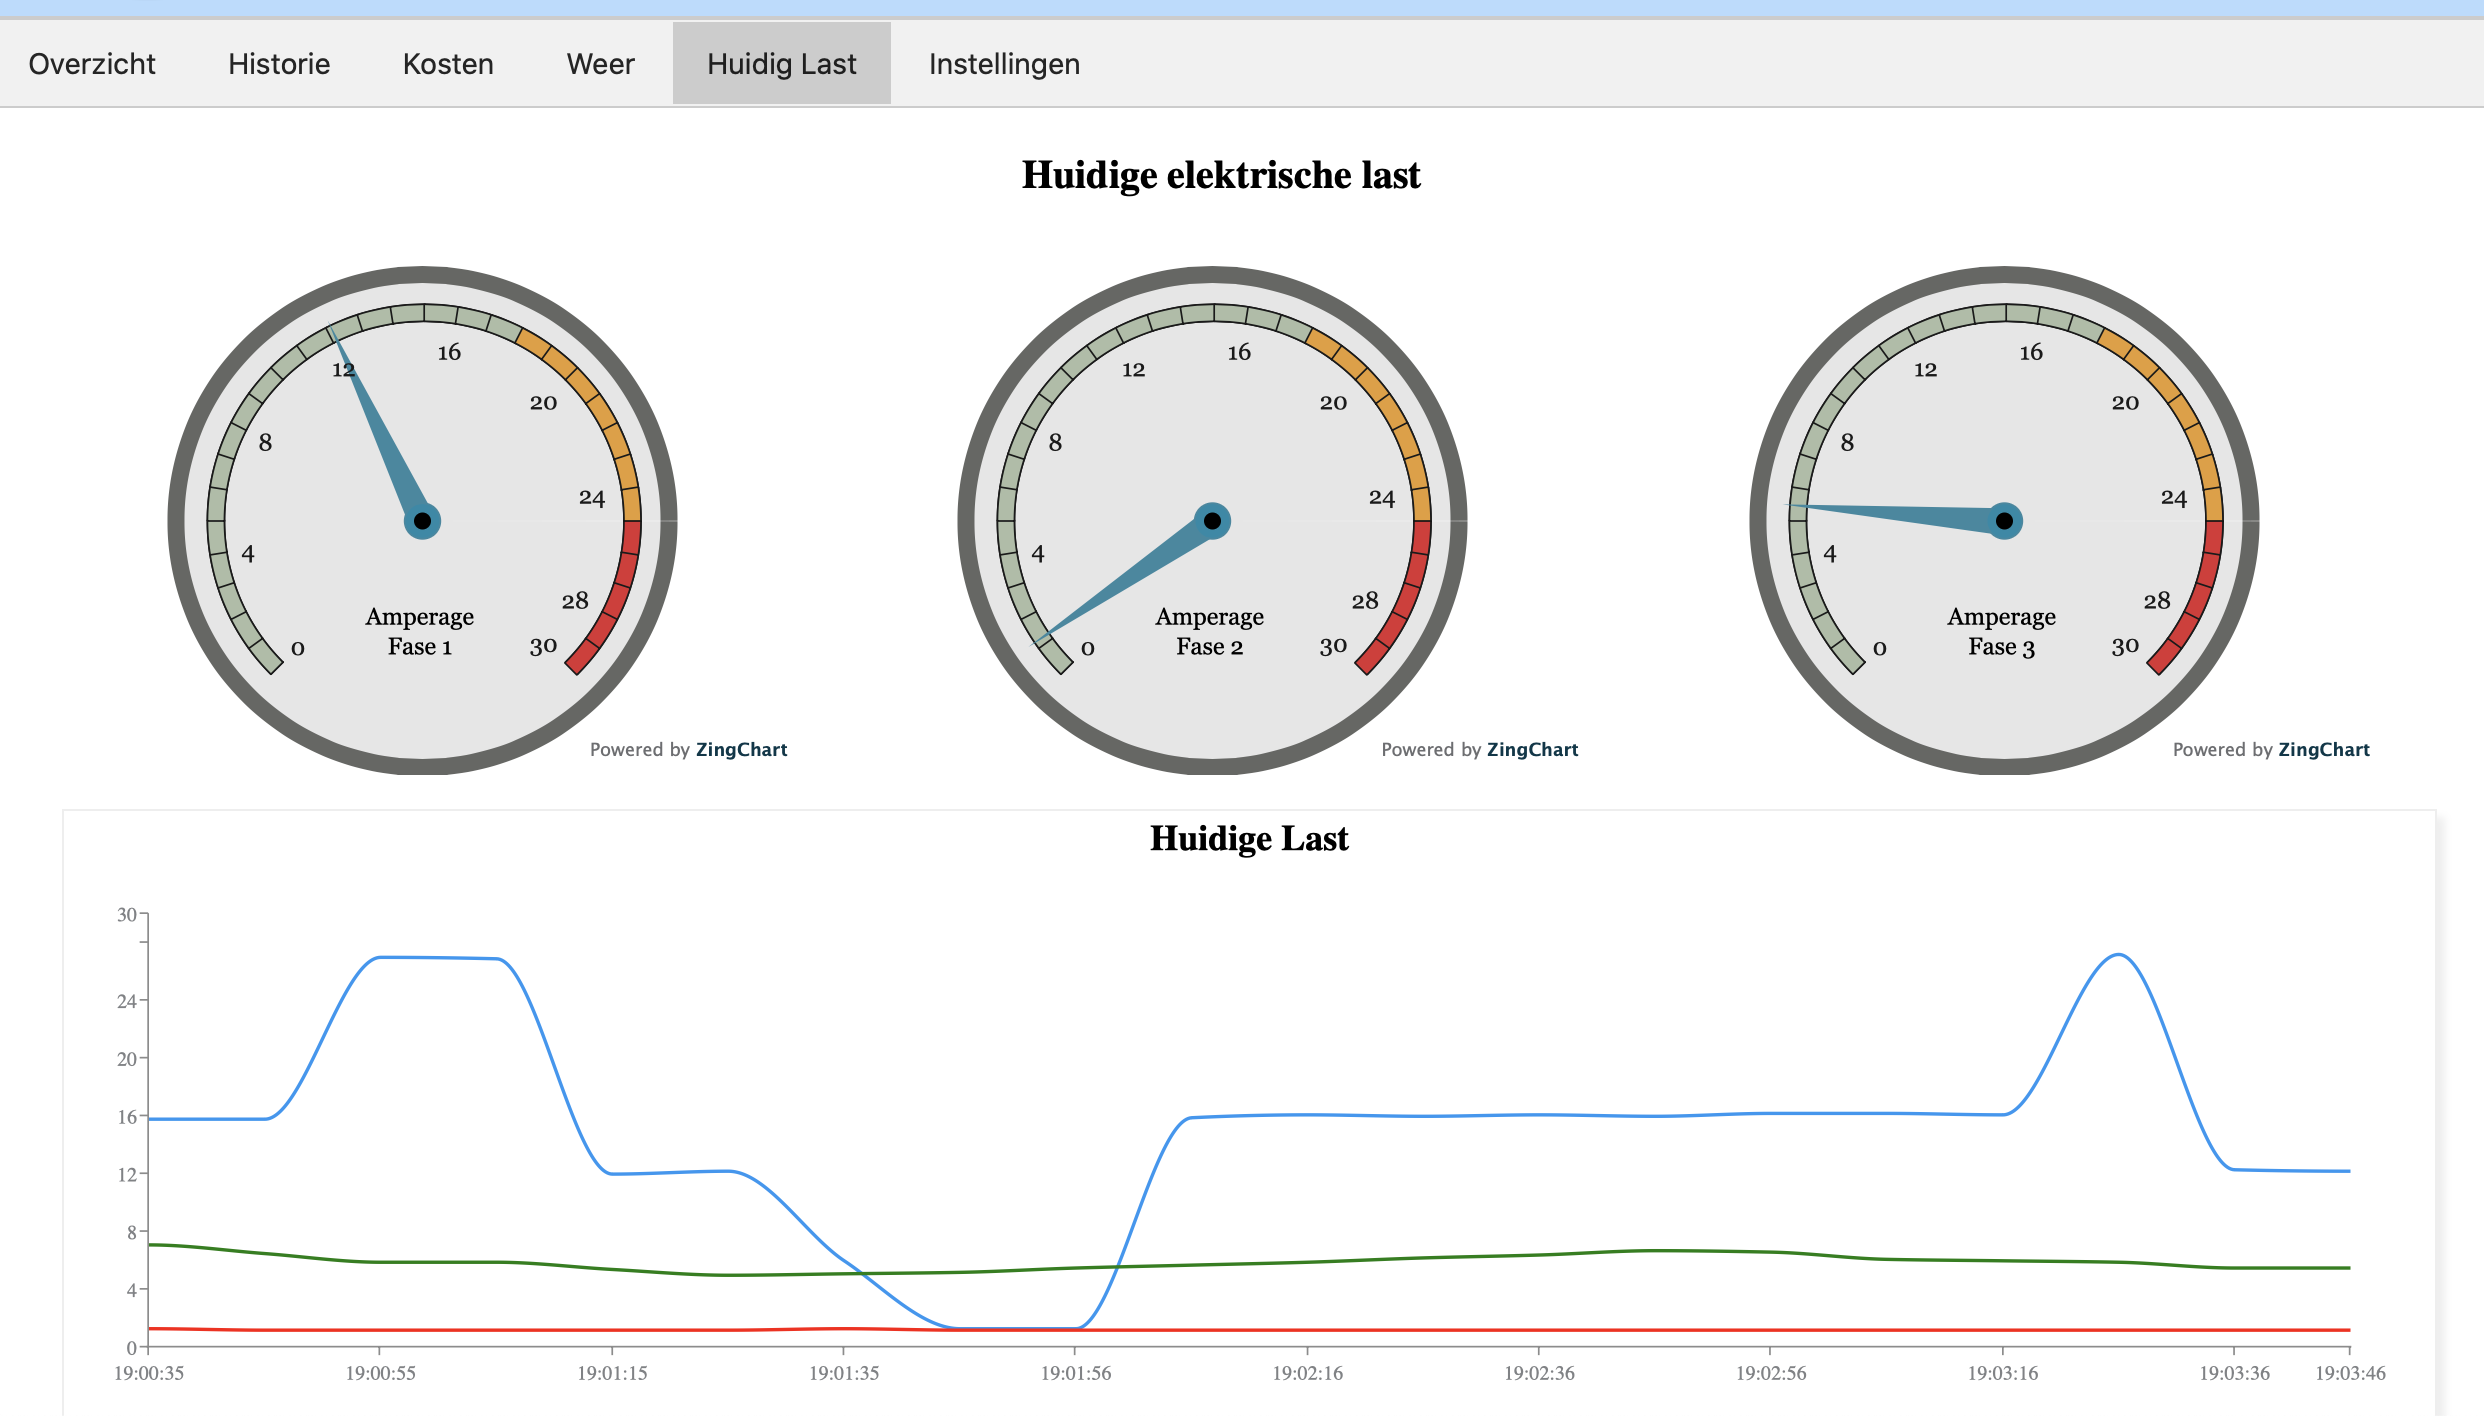 Overzicht Historie Kosten Weer Huidig Last Instellingen
Huidige elektrische last
0 4 8 12 16 20 24 28 30
Amperage
Fase 1
Powered by ZingChart
0 4 8 12 16 20 24 28 30
Amperage
Fase 2
Powered by ZingChart
0 4 8 12 16 20 24 28 30
Amperage
Fase 3
Powered by ZingChart
Huidige Last
30
24
20
16
12
8
4
0
19:00:35 19:00:55 19:01:15 19:01:35 19:01:56 19:02:16 19:02:36 19:02:56 19:03:16 19:03:36 19:03:46